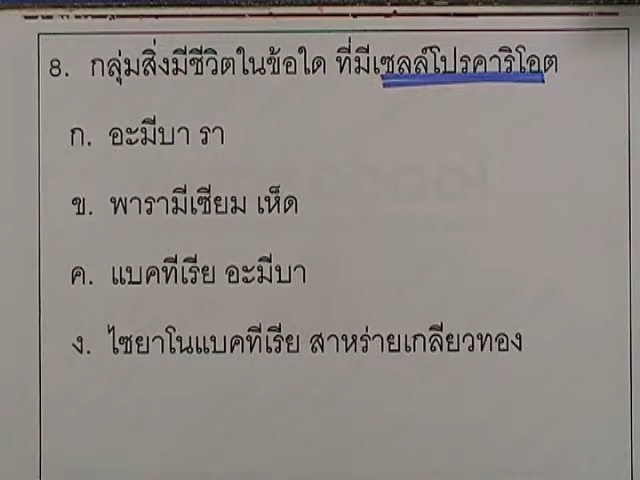 8. กลุ่มสิ่งมีชีวิตในข้อใด ที่มีเซลล์โปรคาริโอต
ก. อะมีบา รา
ข. พารามีเซียม เห็ด
ค. แบคทีเรีย อะมีบา
ง. ไซยาโนแบคทีเรีย สาหร่ายเกลียวทอง